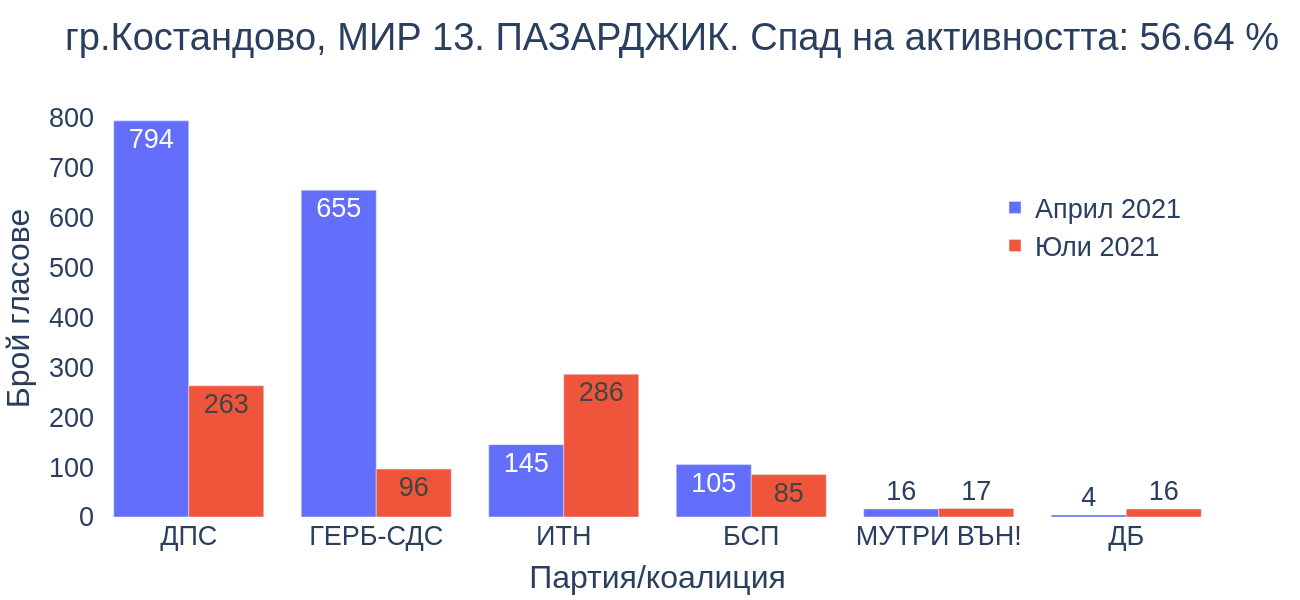 гр.Костандово, МИР 13. ПАЗАРДЖИК. Спад на активността: 56.64 %
Брой гласове
800
700
600
500
400
300
200
100
0
794
263
655
96
145
286
105
85
16
17
4
16
Април 2021
Юли 2021
ДПС
ГЕРБ-СДС
ИТН
БСП
МУТРИ ВЪН!
ДБ
Партия/коалиция